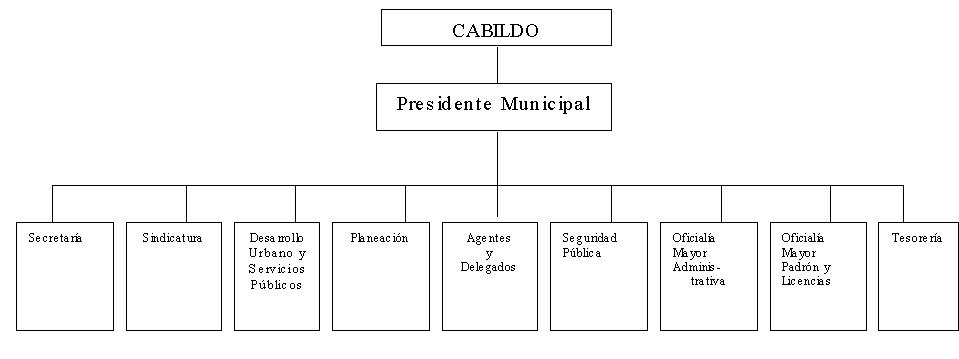 CABILDO
Presidente Municipal
Secretaría
Sindicatura
Desarrollo
Urbano y
Servicios
Públicos
Planeación
Agentes
y
Delegados
Seguridad
Pública
Oficialía
Mayor
Adminis-
trativa
Oficialía
Mayor
Padrón y
Licencias
Tesorería